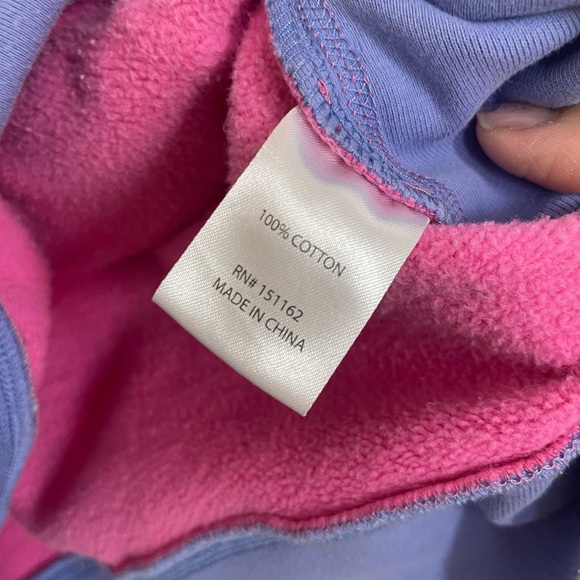 100% COTTON
RN# 151162
MADE IN CHINA